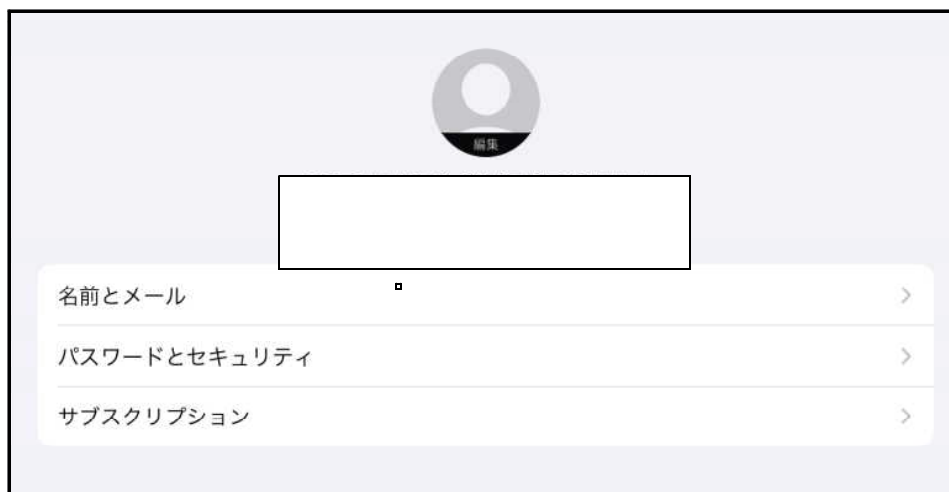 編集
名前とメール
パスワードとセキュリティ
サブスクリプション